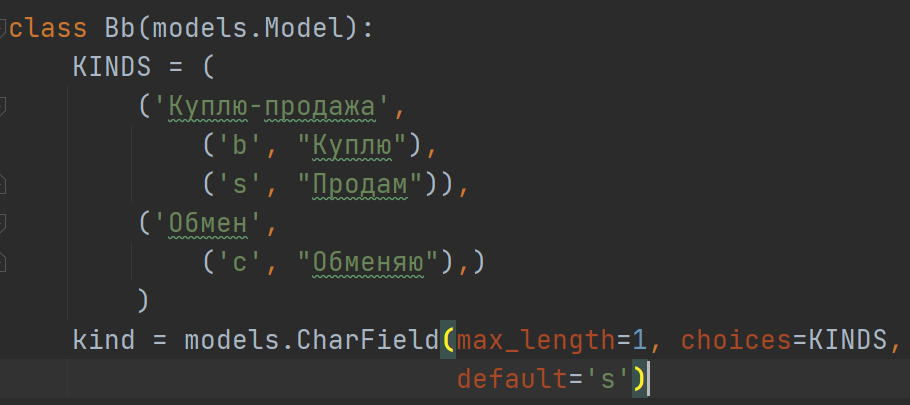 class Bb(models.Model):
    KINDS = (
        ('Куплю-продажа',
            ('b', "Куплю"),
            ('s', "Продам")),
        ('Обмен',
            ('c', "Обменяю"),)
        )
    kind = models.CharField(max_length=1, choices=KINDS,
                            default='s')